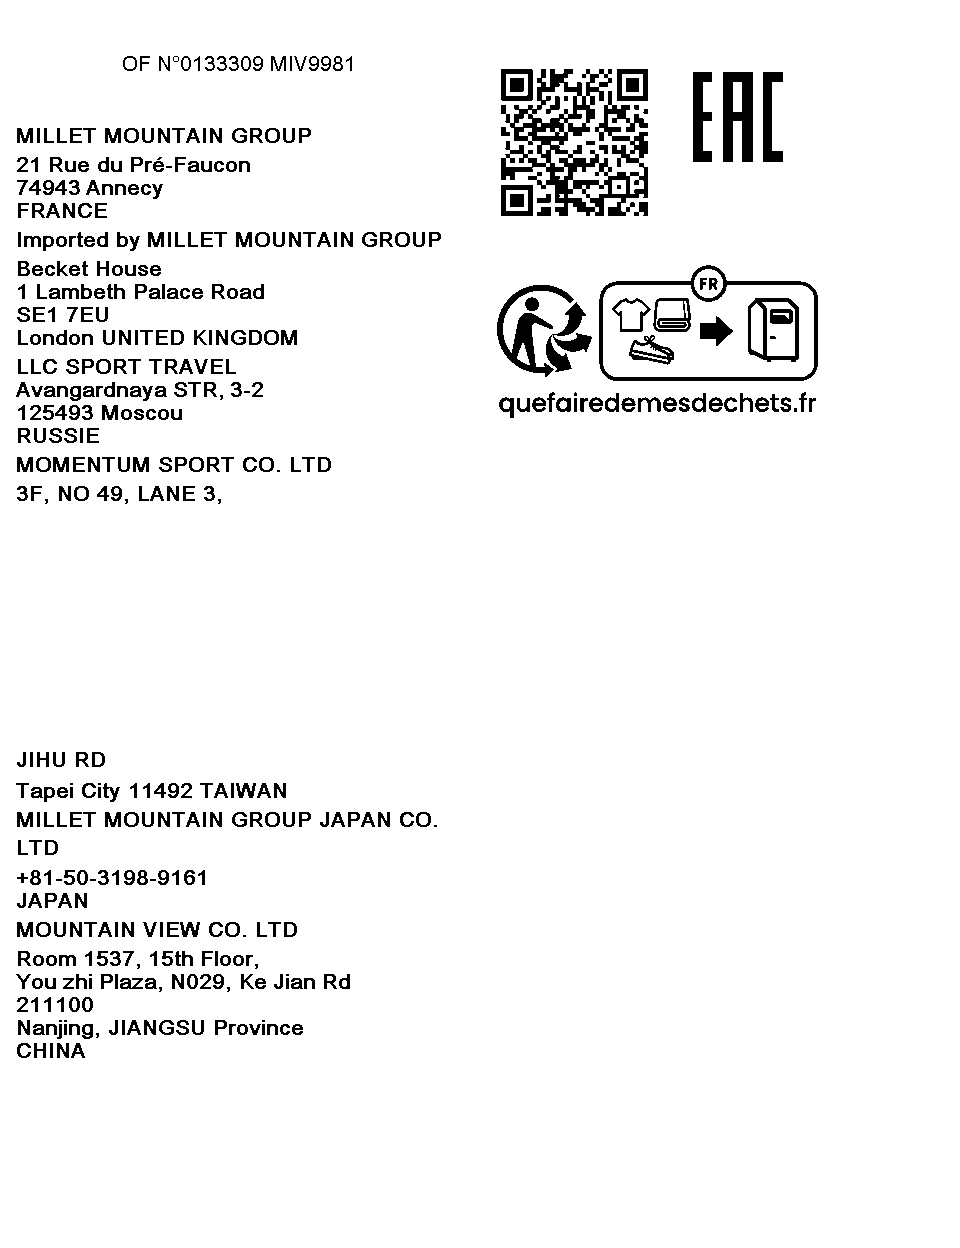 OF N°0133309 MIV9981
MILLET MOUNTAIN GROUP
21 Rue du Pré-Faucon
74943 Annecy
FRANCE
Imported by MILLET MOUNTAIN GROUP
Becket House
1 Lambeth Palace Road
SE1 7EU
London UNITED KINGDOM
LLC SPORT TRAVEL
Avangardnaya STR, 3-2
125493 Moscou
RUSSIE
MOMENTUM SPORT CO. LTD
3F, NO 49, LANE 3,
EAC
FR
quefairedemesdechets.fr
JIHU RD
Tapei City 11492 TAIWAN
MILLET MOUNTAIN GROUP JAPAN CO.
LTD
+81-50-3198-9161
JAPAN
MOUNTAIN VIEW CO. LTD
Room 1537, 15th Floor,
You zhi Plaza, N029, Ke Jian Rd
211100
Nanjing, JIANGSU Province
CHINA